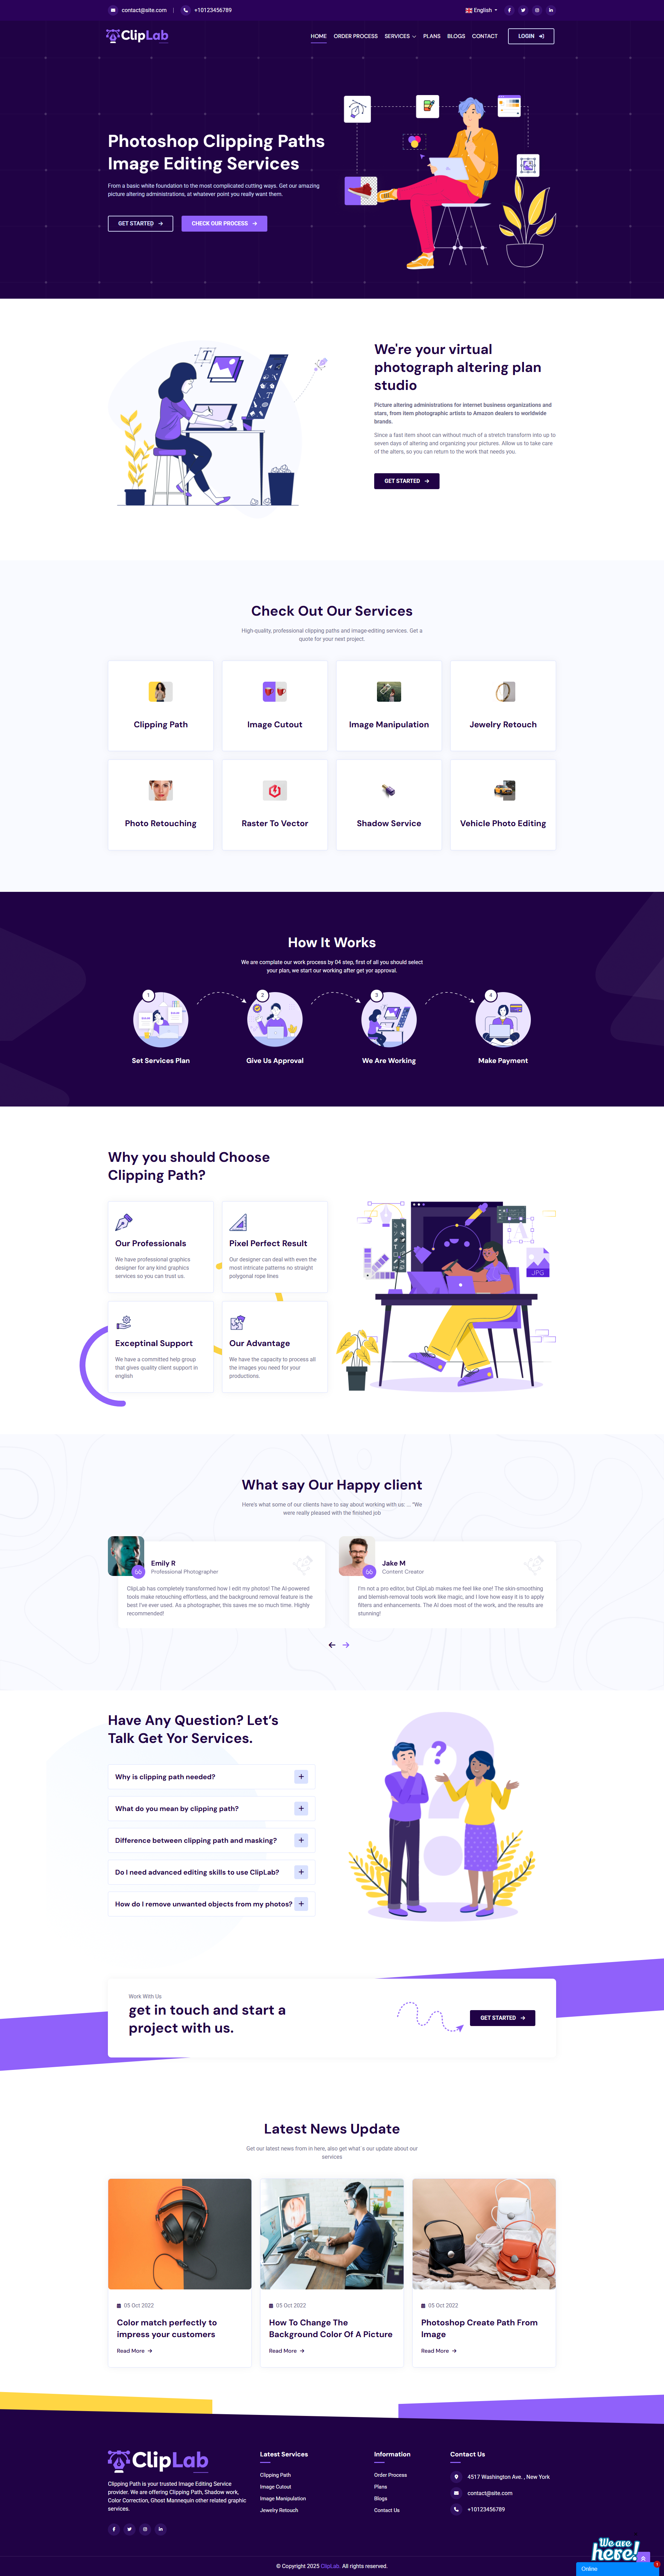 contact@site.com | +10123456789
English
ClipLab
HOME ORDER PROCESS SERVICES PLANS BLOGS CONTACT LOGIN
Photoshop Clipping Paths
Image Editing Services
From a basic white foundation to the most complicated cutting ways. Get our amazing
picture altering administrations, at whatever point you really want them.
GET STARTED
CHECK OUR PROCESS
We're your virtual
photograph altering plan
studio
Picture altering administrations for internet business organizations and
stars, from item photographic artists to Amazon dealers to worldwide
brands.
Since a fast item shoot can without much of a stretch transform into up to
seven days of altering and organizing your pictures. Allow us to take care
of the alters, so you can return to the work that needs you.
GET STARTED
Check Out Our Services
High-quality, professional clipping paths and image-editing services. Get a
quote for your next project.
Clipping Path
Image Cutout
Image Manipulation
Jewelry Retouch
Photo Retouching
Raster To Vector
Shadow Service
Vehicle Photo Editing
How It Works
We are complate our work process by 04 step, first of all you should select
your plan, we start our working after get yor approval.
1
2
3
4
Set Services Plan
Give Us Approval
We Are Working
Make Payment
Why you should Choose
Clipping Path?
Our Professionals
We have professional graphics
designer for any kind graphics
services so you can trust us.
Pixel Perfect Result
Our designer can deal with even the
most intricate patterns no straight
polygonal rope lines
Exceptinal Support
We have a committed help group
that gives quality client support in
english
Our Advantage
We have the capacity to process all
the images you need for your
productions.
JPG
What say Our Happy client
Here's what some of our clients have to say about working with us: ... "We
were really pleased with the finished job
Emily R
Professional Photographer
ClipLab has completely transformed how I edit my photos! The AI-powered
tools make retouching effortless, and the background removal feature is the
best I've ever used. As a photographer, this saves me so much time. Highly
recommended!
Jake M
Content Creator
I'm not a pro editor, but ClipLab makes me feel like one! The skin-smoothing
and blemish-removal tools work like magic, and I love how easy it is to apply
filters and enhancements. The AI does most of the work, and the results are
stunning!
Have Any Question? Let's
Talk Get Yor Services.
Why is clipping path needed?
What do you mean by clipping path?
Difference between clipping path and masking?
Do I need advanced editing skills to use ClipLab?
How do I remove unwanted objects from my photos?
Work With Us
get in touch and start a
project with us.
GET STARTED
Latest News Update
Get our latest news from in here, also get what's our update about our
services
05 Oct 2022
Color match perfectly to
impress your customers
Read More
05 Oct 2022
How To Change The
Background Color Of A Picture
Read More
05 Oct 2022
Photoshop Create Path From
Image
Read More
ClipLab
Clipping Path is your trusted Image Editing Service
provider. We are offering Clipping Path, Shadow work,
Color Correction, Ghost Mannequin other related graphic
services.
Latest Services
Clipping Path
Image Cutout
Image Manipulation
Jewelry Retouch
Information
Order Process
Plans
Blogs
Contact Us
Contact Us
4517 Washington Ave. , New York
contact@site.com
+10123456789
© Copyright 2025 ClipLab. All rights reserved.
We are
here!
Online